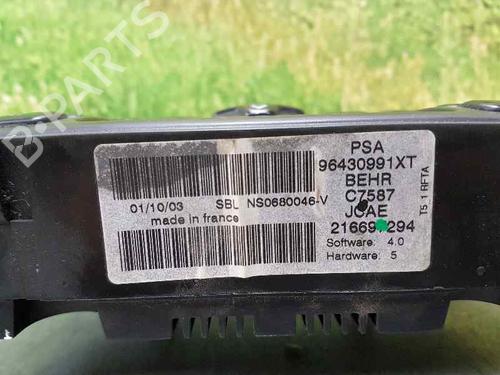 B-PARTS
PSA
96430991XT
BEHR
C7587
JCAE
01/10/03 SBL NS0680046-V
made in france
Software: 4.0
Hardware: 5
T5 1 RFTA